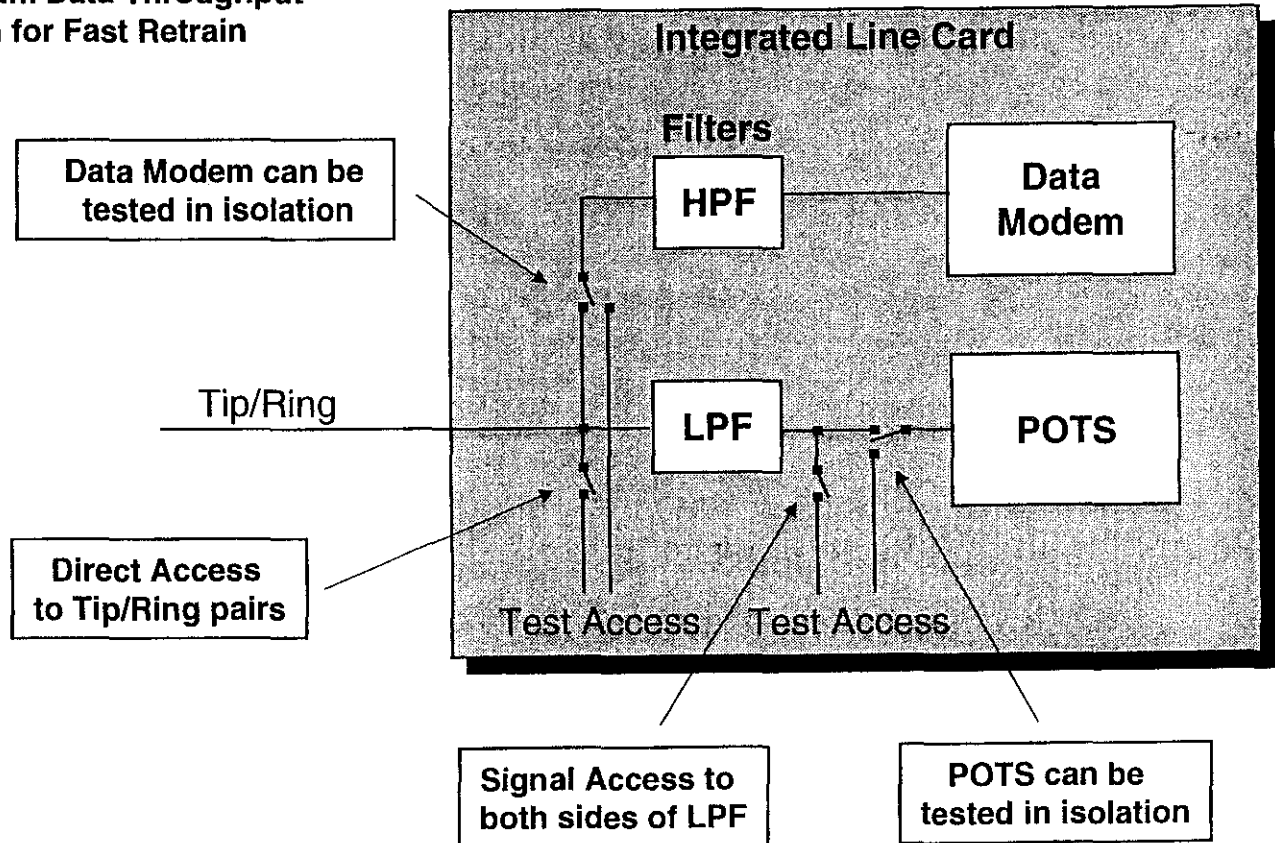 Data Throughput
for Fast Retrain
Integrated Line Card
Filters
HPF
Data
Modem
Data Modem can be
tested in isolation
Tip/Ring
LPF
POTS
Direct Access
to Tip/Ring pairs
Test Access
Test Access
Signal Access to
both sides of LPF
POTS can be
tested in isolation